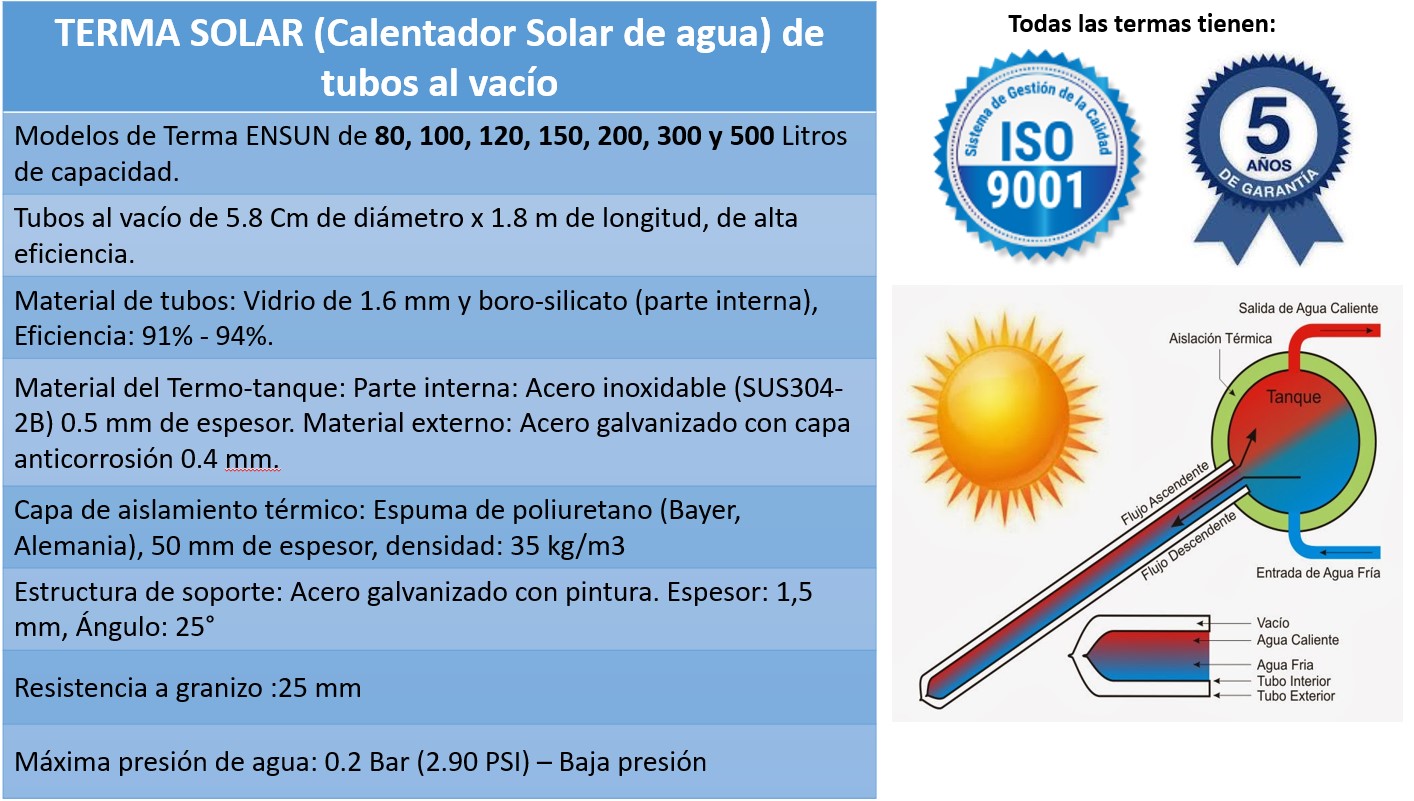 TERMA SOLAR (Calentador Solar de agua) de
tubos al vacío
Modelos de Terma ENSUN de 80, 100, 120, 150, 200, 300 y 500 Litros
de capacidad.
Tubos al vacío de 5.8 Cm de diámetro x 1.8 m de longitud, de alta
eficiencia.
Material de tubos: Vidrio de 1.6 mm y boro-silicato (parte interna),
Eficiencia: 91% - 94%.
Material del Termo-tanque: Parte interna: Acero inoxidable (SUS304-
2B) 0.5 mm de espesor. Material externo: Acero galvanizado con capa
anticorrosión 0.4 mm.
Capa de aislamiento térmico: Espuma de poliuretano (Bayer,
Alemania), 50 mm de espesor, densidad: 35 kg/m3
Estructura de soporte: Acero galvanizado con pintura. Espesor: 1,5
mm, Ángulo: 25°
Resistencia a granizo :25 mm
Máxima presión de agua: 0.2 Bar (2.90 PSI) – Baja presión
Todas las termas tienen:
Sistema de Gestión de la Calidad
ISO
9001
5
AÑOS
DE GARANTÍA
Salida de Agua Caliente
Aislación Térmica
Tanque
Flujo Ascendente
Flujo Descendente
Entrada de Agua Fría
Vacío
Agua Caliente
Agua Fria
Tubo Interior
Tubo Exterior